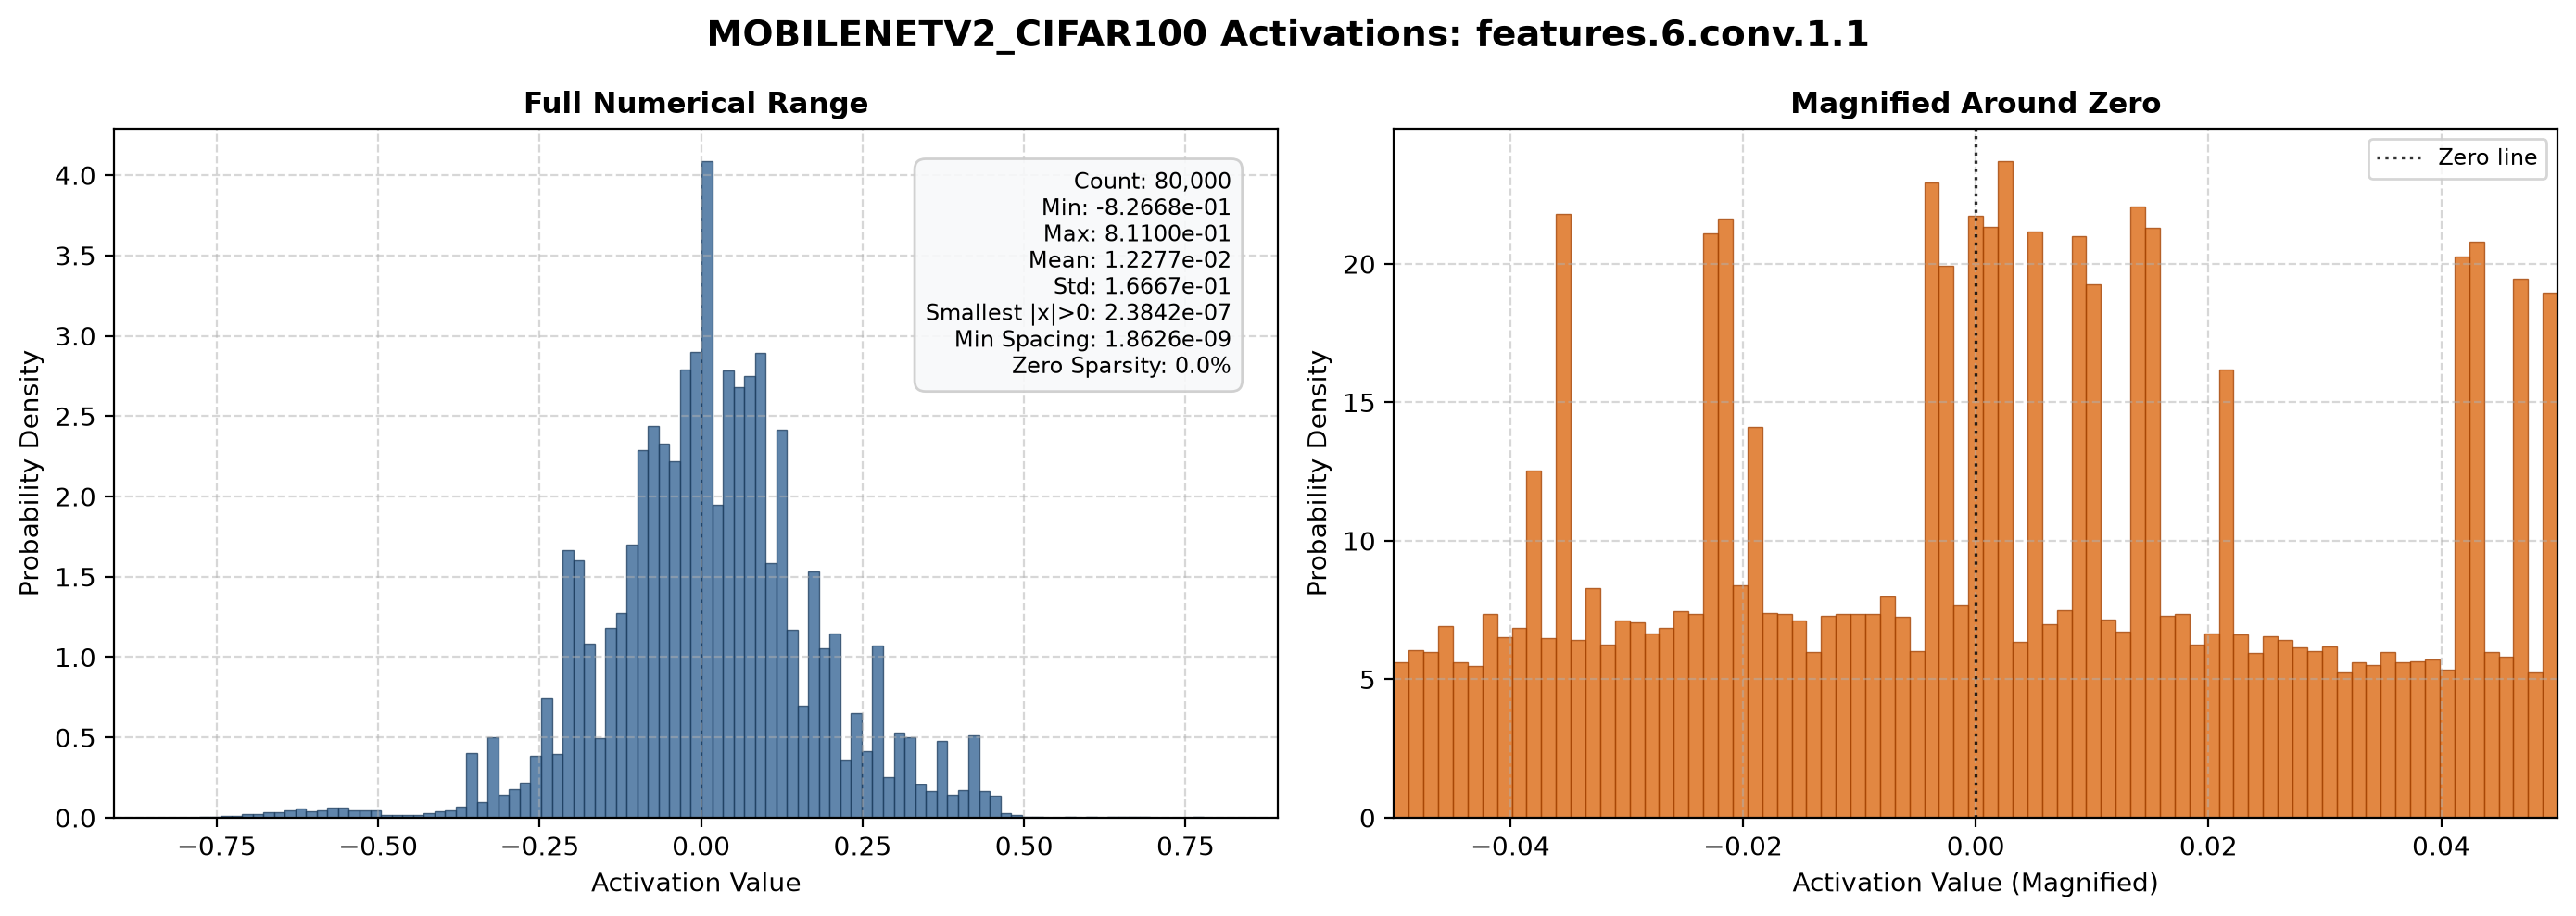 MOBILENETV2_CIFAR100 Activations: features.6.conv.1.1
Full Numerical Range
Probability Density
4.0
3.5
3.0
2.5
2.0
1.5
1.0
0.5
0.0
Count: 80,000
Min: -8.2668e-01
Max: 8.1100e-01
Mean: 1.2277e-02
Std: 1.6667e-01
Smallest |x|>0: 2.3842e-07
Min Spacing: 1.8626e-09
Zero Sparsity: 0.0%
−0.75 −0.50 −0.25 0.00 0.25 0.50 0.75
Activation Value
Magnified Around Zero
Probability Density
20
15
10
5
0
Zero line
−0.04 −0.02 0.00 0.02 0.04
Activation Value (Magnified)